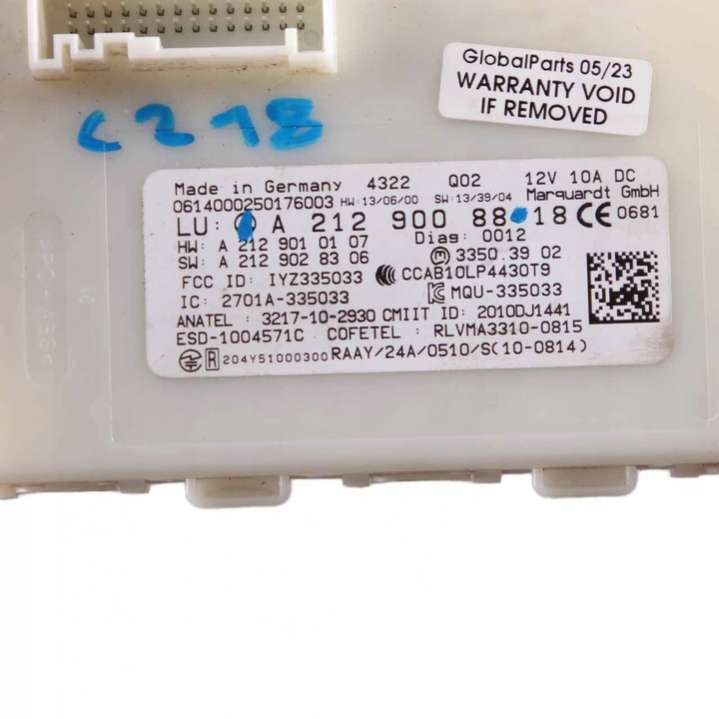 GlobalParts 05/23
WARRANTY VOID
IF REMOVED
C218
Made in Germany 4322 Q02 12V 10A DC
0614000250176003 HW:13/06/00 SW:13/39/04 Marquardt GmbH
LU: A 212 900 88 18 CE 0681
HW: A 212 901 01 07 Diag: 0012
SW: A 212 902 83 06 3350.39 02
FCC ID: IYZ335033 CCAB10LP4430T9
IC: 2701A-335033 MQU-335033
ANATEL : 3217-10-2930 CMIIT ID: 2010DJ1441
ESD-1004571C COFETEL : RLVMA3310-0815
R 204Y51000300 RAAY/24A/0510/S(10-0814)